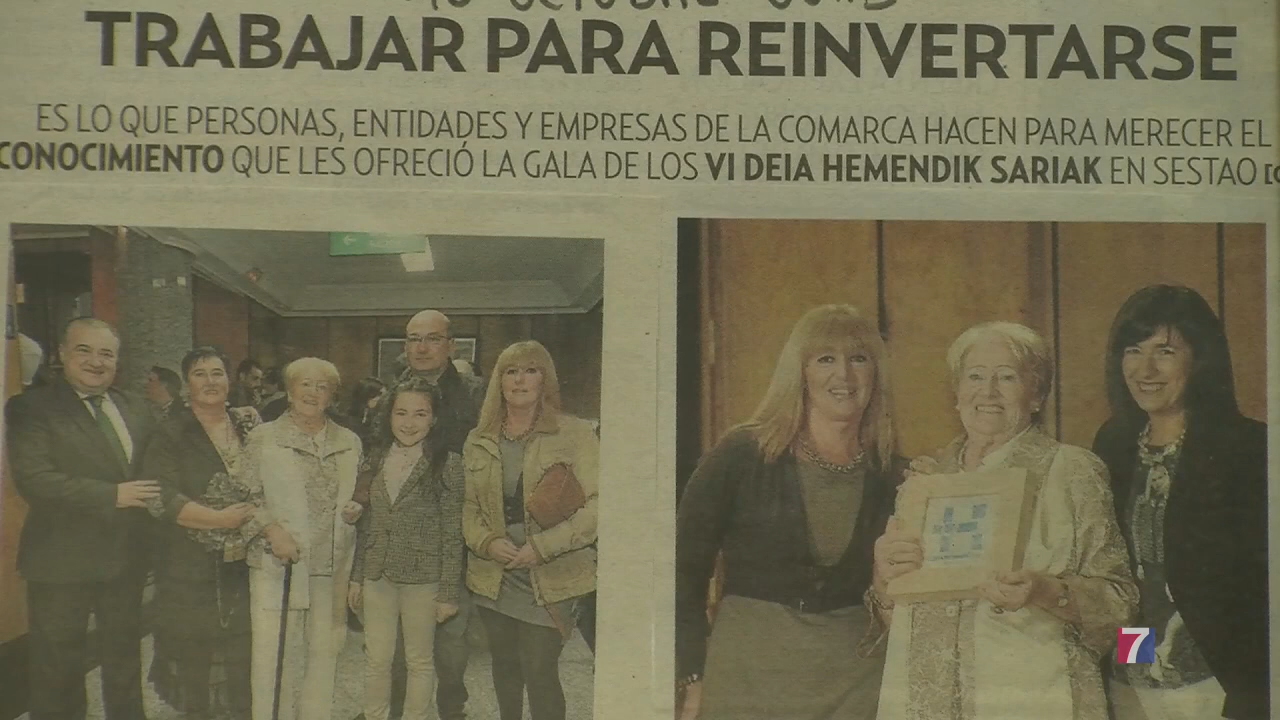 TRABAJAR PARA REINVERTARSE
ES LO QUE PERSONAS, ENTIDADES Y EMPRESAS DE LA COMARCA HACEN PARA MERECER EL
CONOCIMIENTO QUE LES OFRECIÓ LA GALA DE LOS VI DEIA HEMENDIK SARIAK EN SESTAO
H
7